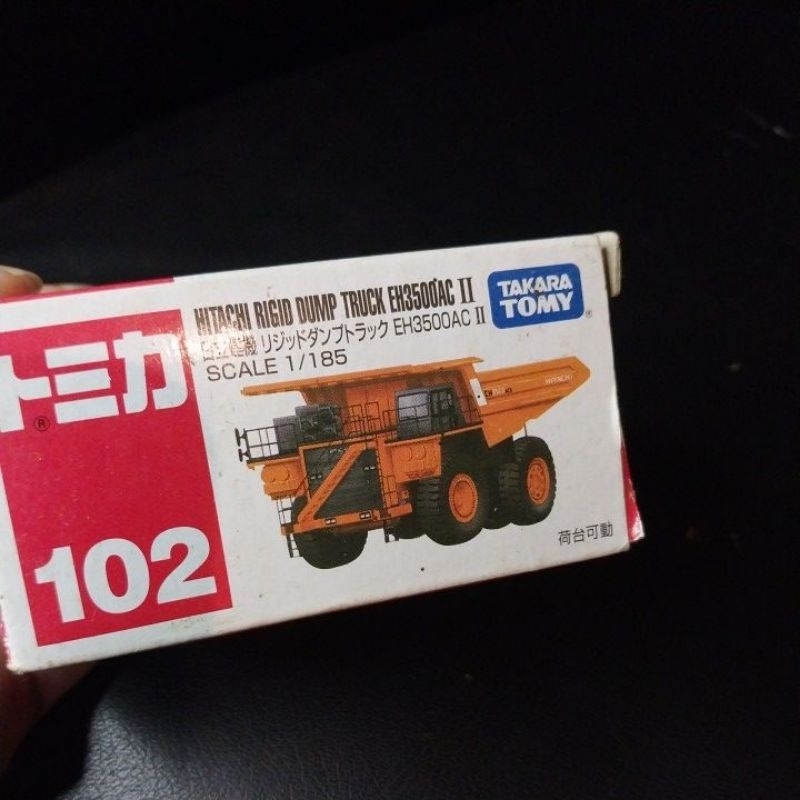 トミカ
®
102
HITACHI RIGID DUMP TRUCK EH3500AC II
日立建機 リジッドダンプトラック EH3500AC II
SCALE 1/185
TAKARA
TOMY
®
HITACHI
荷台可動